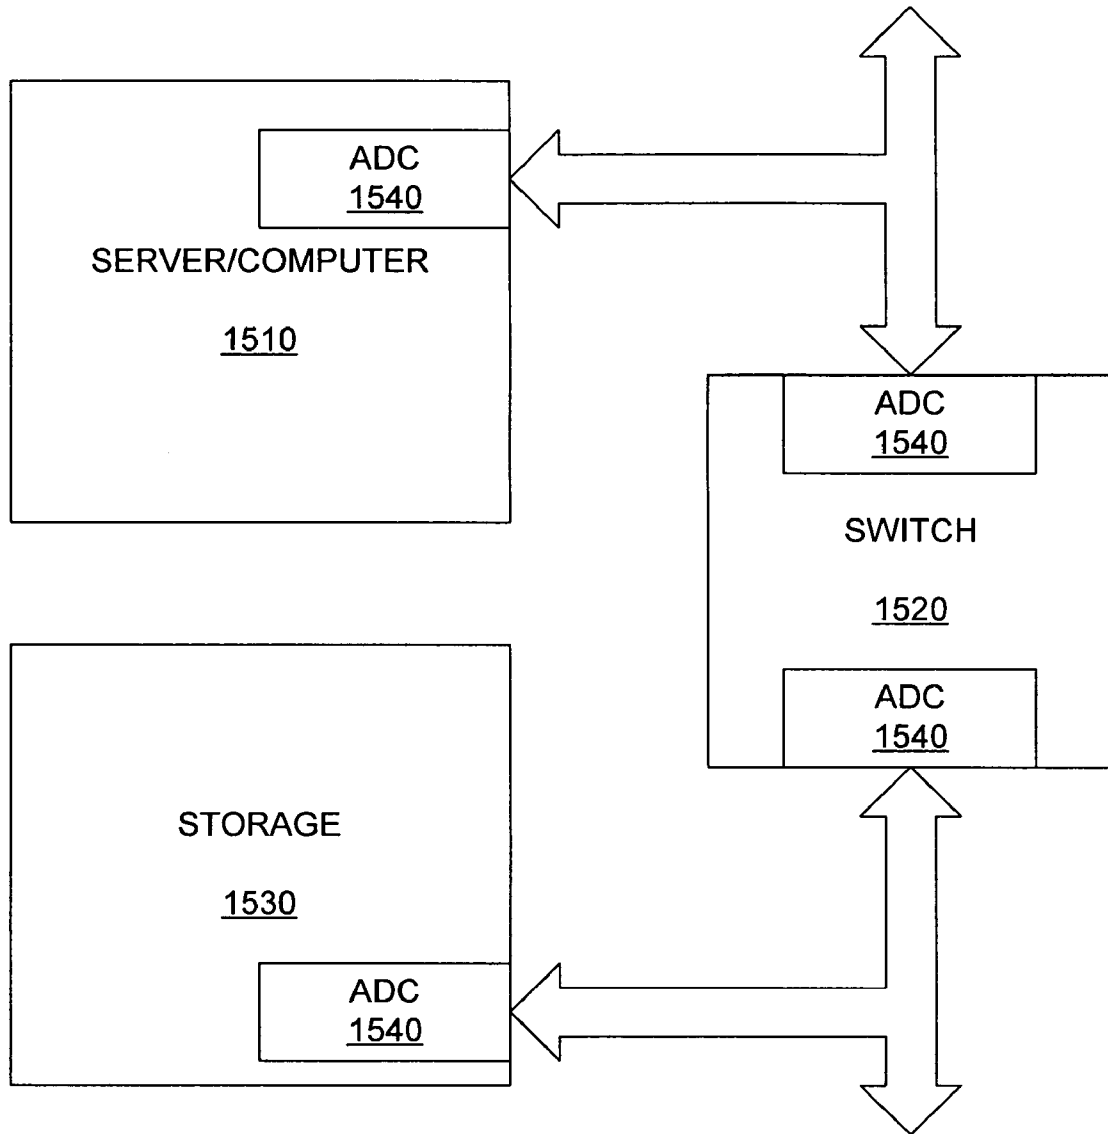 ADC
1540
SERVER/COMPUTER
1510
ADC
1540
SWITCH
1520
ADC
1540
STORAGE
1530
ADC
1540